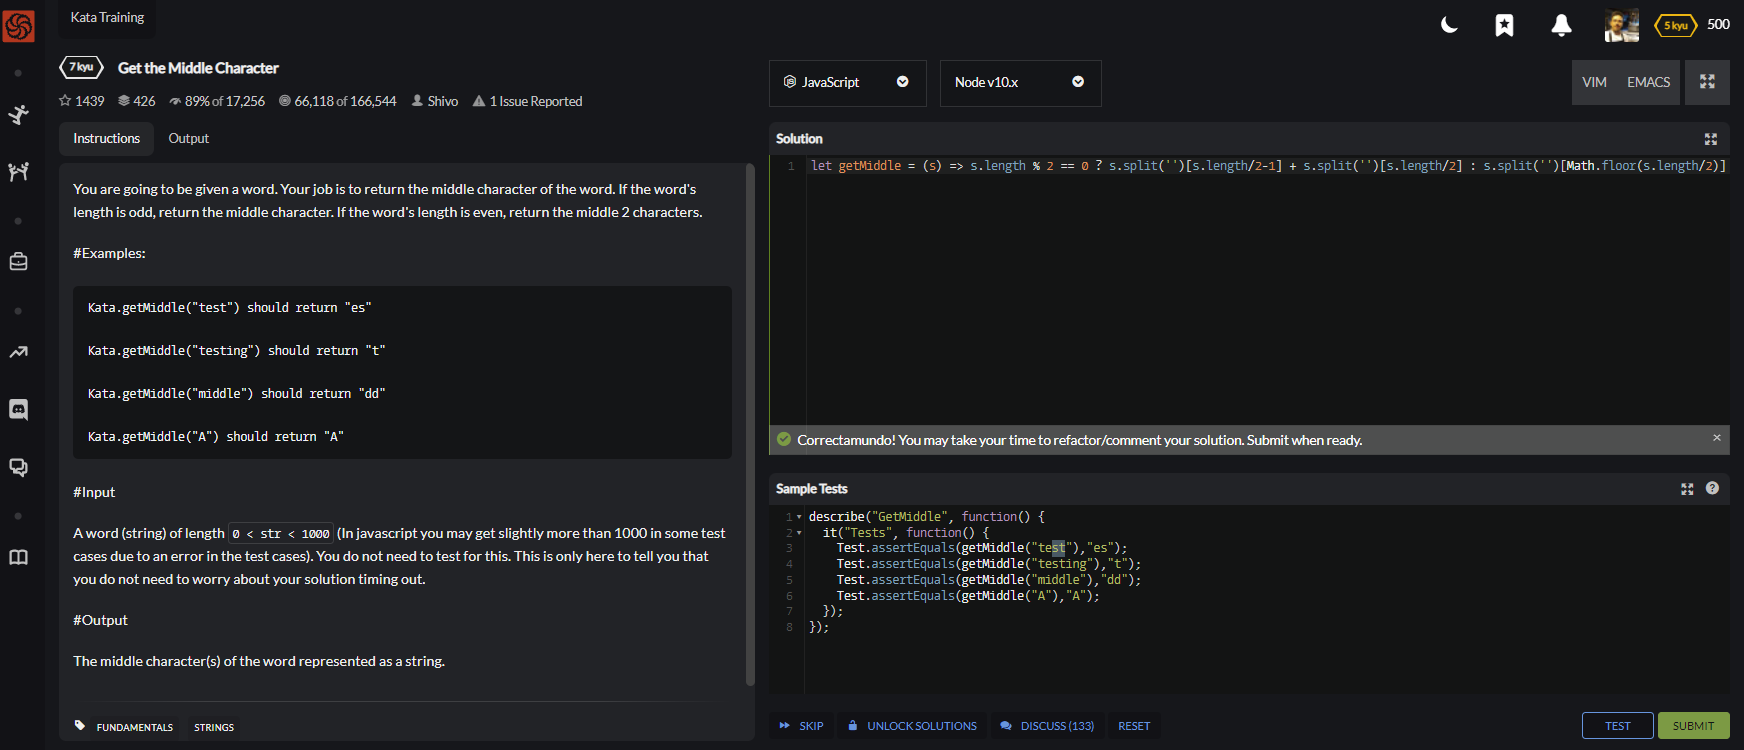 Kata Training
5 kyu 500
7 kyu Get the Middle Character
1439 426 89% of 17,256 66,118 of 166,544 Shivo 1 Issue Reported
Instructions Output
You are going to be given a word. Your job is to return the middle character of the word. If the word's
length is odd, return the middle character. If the word's length is even, return the middle 2 characters.
#Examples:
Kata.getMiddle("test") should return "es"
Kata.getMiddle("testing") should return "t"
Kata.getMiddle("middle") should return "dd"
Kata.getMiddle("A") should return "A"
#Input
A word (string) of length 0 < str < 1000 (In javascript you may get slightly more than 1000 in some test
cases due to an error in the test cases). You do not need to test for this. This is only here to tell you that
you do not need to worry about your solution timing out.
#Output
The middle character(s) of the word represented as a string.
FUNDAMENTALS STRINGS
JS JavaScript Node v10.x VIM EMACS
Solution
1 let getMiddle = (s) => s.length % 2 == 0 ? s.split('')[s.length/2-1] + s.split('')[s.length/2] : s.split('')[Math.floor(s.length/2)]
Correctamundo! You may take your time to refactor/comment your solution. Submit when ready. ×
Sample Tests ?
1 describe("GetMiddle", function() {
2 it("Tests", function() {
3 Test.assertEquals(getMiddle("test"),"es");
4 Test.assertEquals(getMiddle("testing"),"t");
5 Test.assertEquals(getMiddle("middle"),"dd");
6 Test.assertEquals(getMiddle("A"),"A");
7 });
8 });
SKIP UNLOCK SOLUTIONS DISCUSS (133) RESET TEST SUBMIT